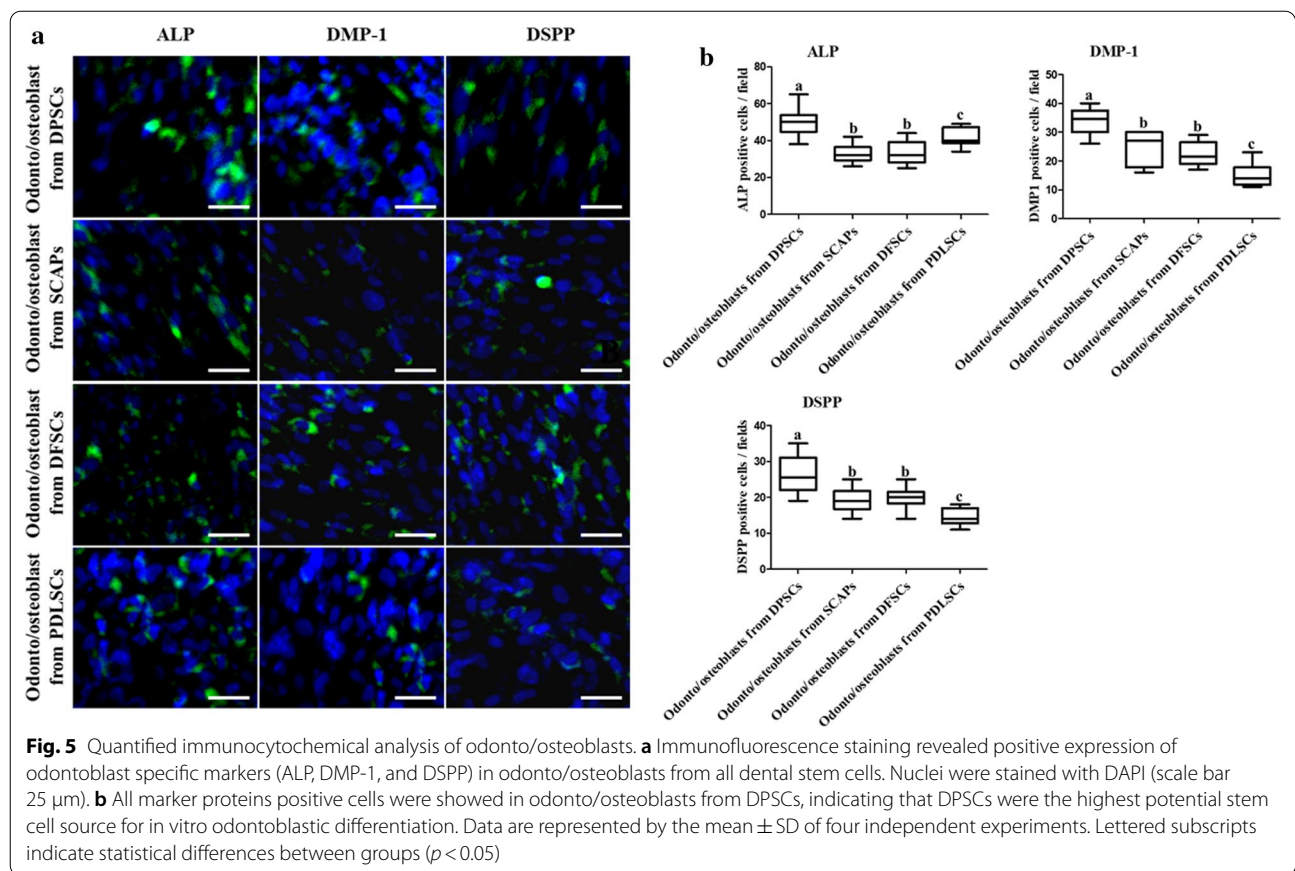 a
ALP DMP-1 DSPP
Odonto/osteoblast
from DPSCs
Odonto/osteoblast
from SCAPs
B
Odonto/osteoblast
from DFSCs
Odonto/osteoblast
from PDLSCs
b
ALP
ALP positive cells / field
80
60
40
20
0
a
b
b
c
Odonto/osteoblasts from DPSCs
Odonto/osteoblasts from SCAPs
Odonto/osteoblasts from DFSCs
Odonto/osteoblasts from PDLSCs
DMP-1
DMP1 positive cells / field
50
40
30
20
10
0
a
b
b
c
Odonto/osteoblasts from DPSCs
Odonto/osteoblasts from SCAPs
Odonto/osteoblasts from DFSCs
Odonto/osteoblasts from PDLSCs
DSPP
DSPP positive cells / fields
40
30
20
10
0
a
b
b
c
Odonto/osteoblasts from DPSCs
Odonto/osteoblasts from SCAPs
Odonto/osteoblasts from DFSCs
Odonto/osteoblasts from PDLSCs
Fig. 5 Quantified immunocytochemical analysis of odonto/osteoblasts. a Immunofluorescence staining revealed positive expression of
odontoblast specific markers (ALP, DMP-1, and DSPP) in odonto/osteoblasts from all dental stem cells. Nuclei were stained with DAPI (scale bar
25 μm). b All marker proteins positive cells were showed in odonto/osteoblasts from DPSCs, indicating that DPSCs were the highest potential stem
cell source for in vitro odontoblastic differentiation. Data are represented by the mean ± SD of four independent experiments. Lettered subscripts
indicate statistical differences between groups (p < 0.05)